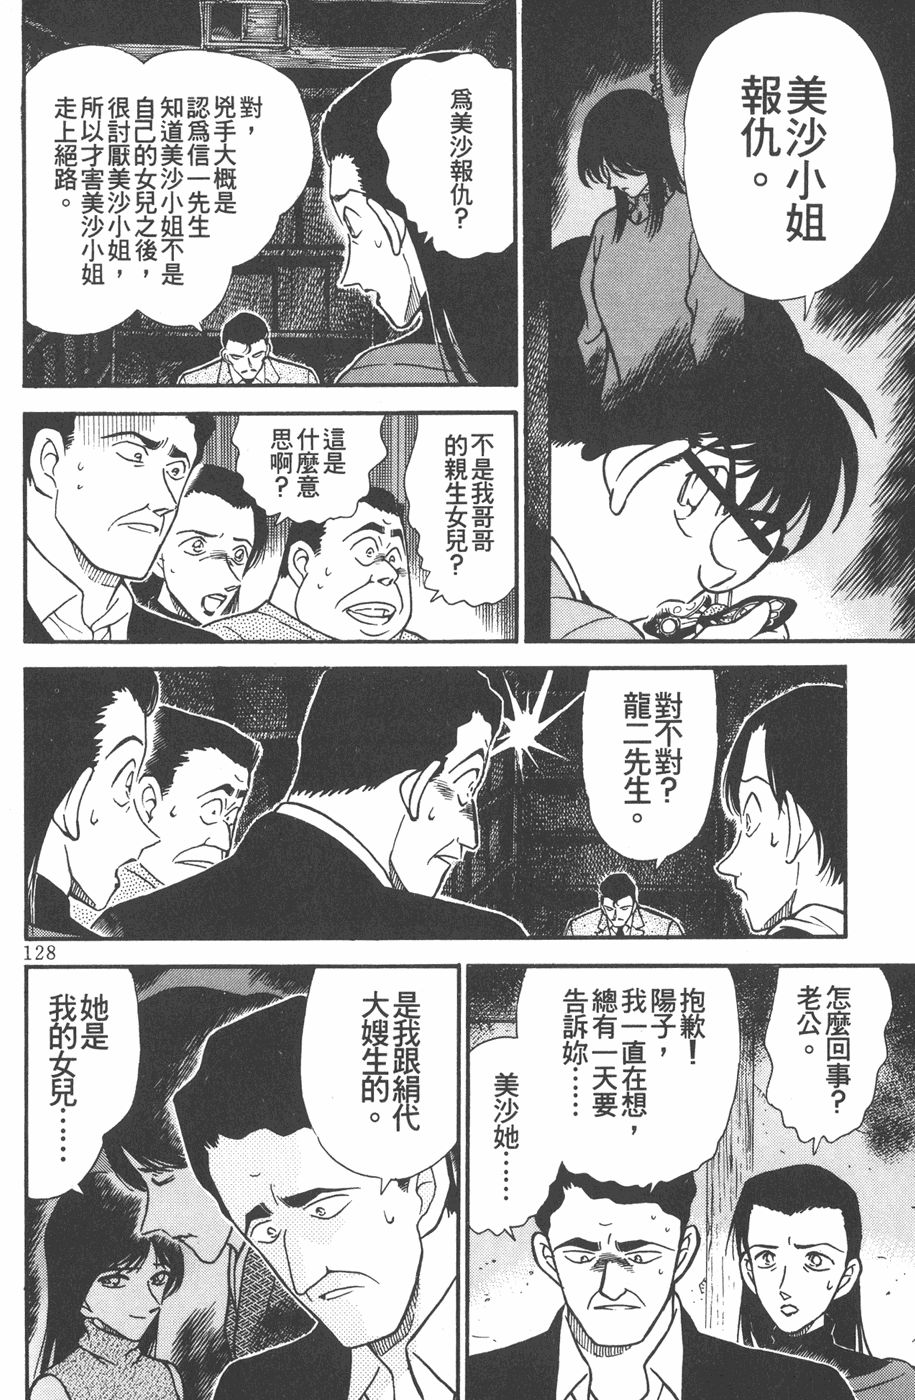 美沙小姐
報仇。
爲美沙報仇?
對,
兇手大概是
認爲信一先生
知道美沙小姐不是
自己的女兒之後,
很討厭美沙小姐,
所以才害美沙小姐
走上絕路。
不是我哥哥
的親生女兒?
這是
什麼意
思啊?
對不對?
龍二先生。
怎麼回事?
老公。
抱歉!
陽子,
我一直在想,
總有一天要
告訴妳……
美沙她……
是我跟絹代
大嫂生的。
她是
我的女兒……
128